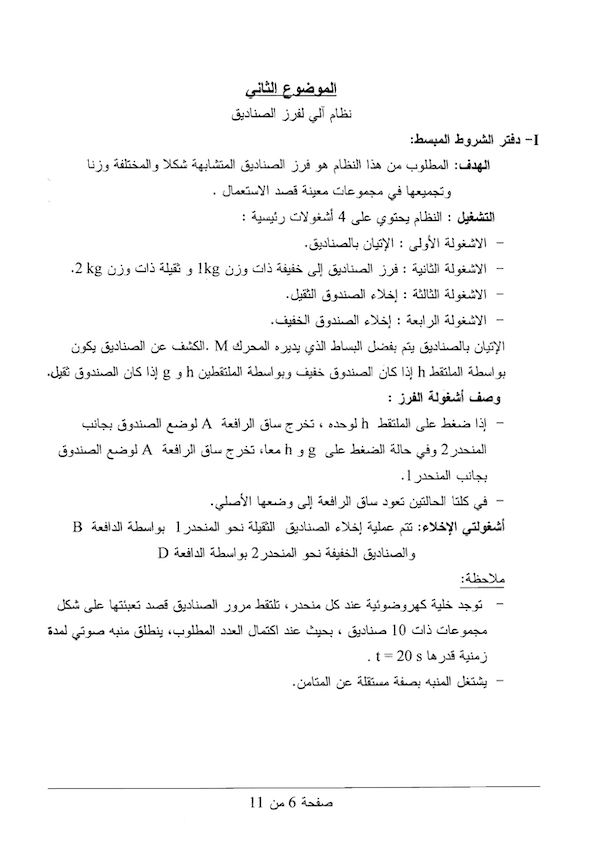 الموضوع الثاني
نظام آلي لفرز الصناديق
I- دفتر الشروط المبسط:
الهدف: المطلوب من هذا النظام هو فرز الصناديق المتشابهة شكلا والمختلفة وزنا
وتجميعها في مجموعات معينة قصد الاستعمال .
التشغيل : النظام يحتوي على 4 أشغولات رئيسية :
- الاشغولة الأولى : الإتيان بالصناديق.
- الاشغولة الثانية : فرز الصناديق إلى خفيفة ذات وزن 1kg و ثقيلة ذات وزن 2 kg.
- الاشغولة الثالثة : إخلاء الصندوق الثقيل.
- الاشغولة الرابعة : إخلاء الصندوق الخفيف.
الإتيان بالصناديق يتم بفضل البساط الذي يديره المحرك M .الكشف عن الصناديق يكون
بواسطة الملتقط h إذا كان الصندوق خفيف وبواسطة الملتقطين h و g إذا كان الصندوق ثقيل.
وصف أشغولة الفرز :
- إذا ضغط على الملتقط h لوحده ، تخرج ساق الرافعة A لوضع الصندوق بجانب
المنحدر2 وفي حالة الضغط على g و h معا، تخرج ساق الرافعة A لوضع الصندوق
بجانب المنحدر1.
- في كلتا الحالتين تعود ساق الرافعة إلى وضعها الأصلي.
أشغولتي الإخلاء: تتم عملية إخلاء الصناديق الثقيلة نحو المنحدر1 بواسطة الدافعة B
والصناديق الخفيفة نحو المنحدر2 بواسطة الدافعة D
ملاحظة:
- توجد خلية كهروضوئية عند كل منحدر، تلتقط مرور الصناديق قصد تعبئتها على شكل
مجموعات ذات 10 صناديق ، بحيث عند اكتمال العدد المطلوب، ينطلق منبه صوتي لمدة
زمنية قدرها t = 20 s .
- يشتغل المنبه بصفة مستقلة عن المتامن.
صفحة 6 من 11